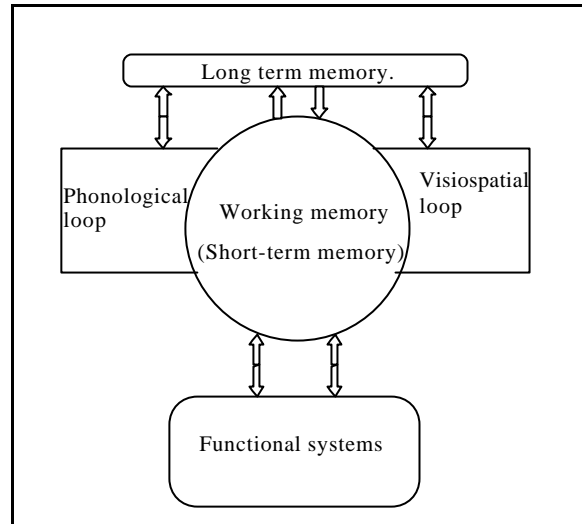 Long term memory.
Phonological
loop
Visiospatial
loop
Working memory
(Short-term memory)
Functional systems